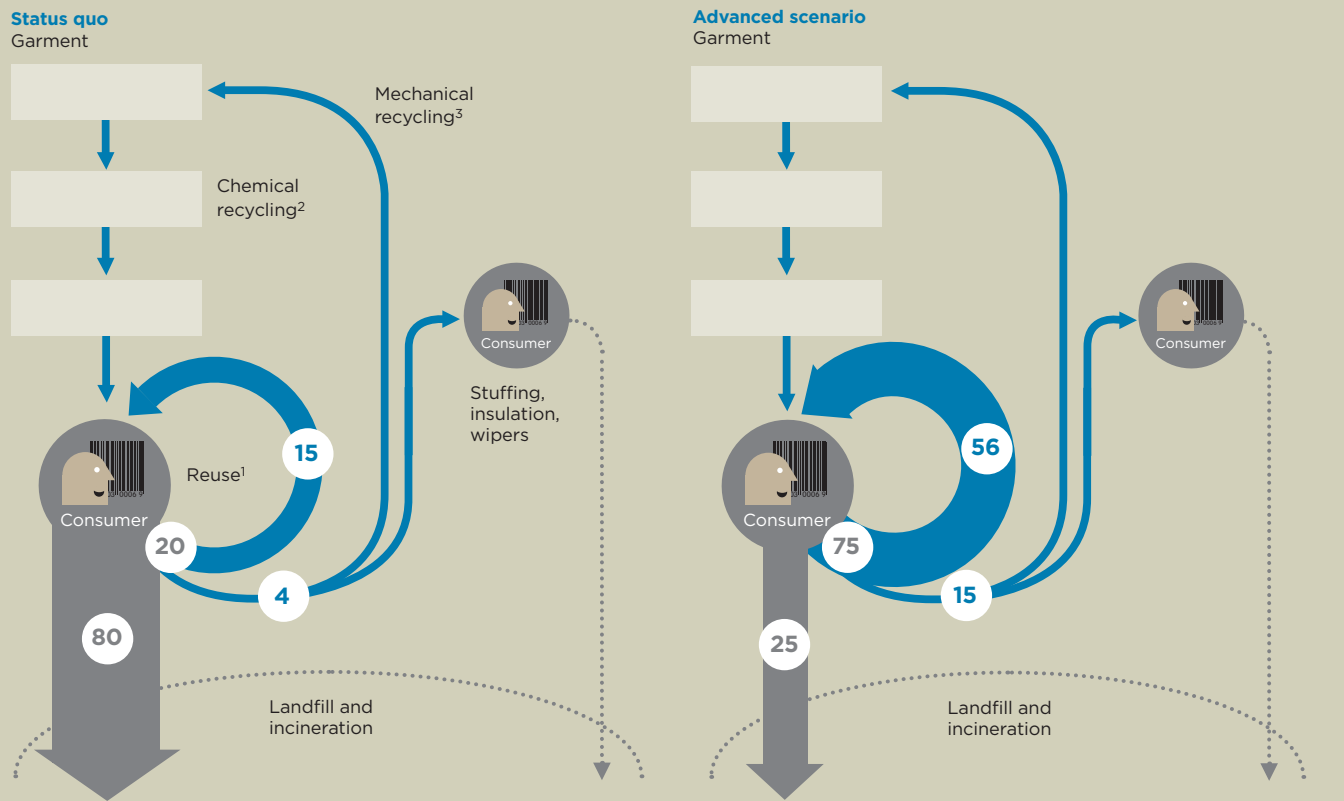 Status quo
Garment
Mechanical
recycling3
Chemical
recycling2
Consumer
Stuffing,
insulation,
wipers
15
Reuse1
Consumer
20
4
80
Landfill and
incineration
Advanced scenario
Garment
Consumer
56
Consumer
75
15
25
Landfill and
incineration